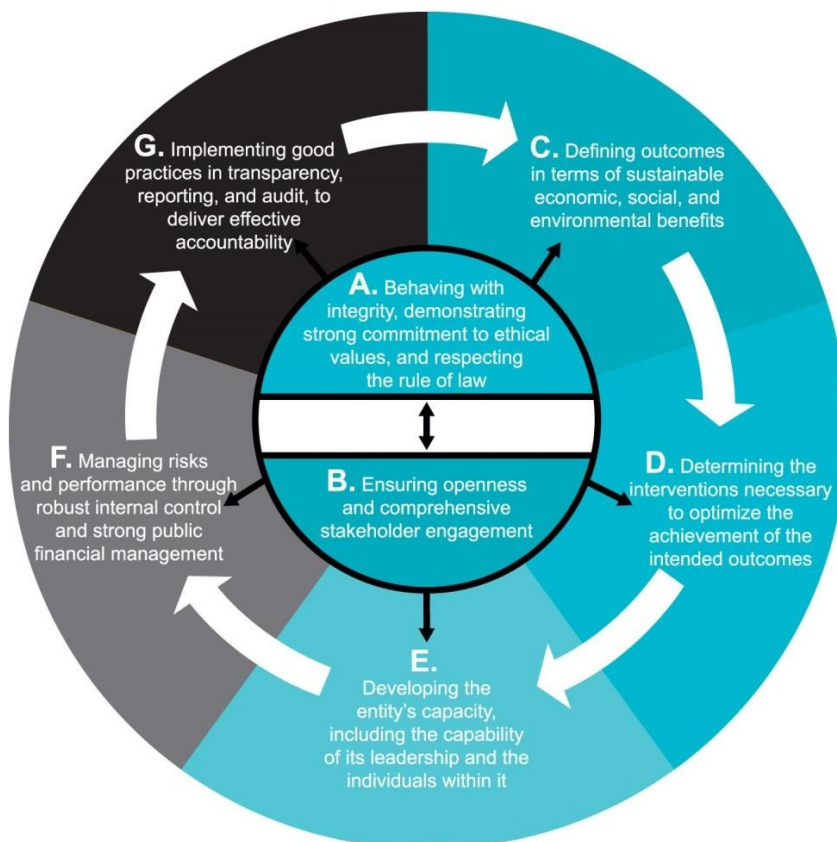 A. Behaving with
integrity, demonstrating
strong commitment to ethical
values, and respecting
the rule of law
B. Ensuring openness
and comprehensive
stakeholder engagement
C. Defining outcomes
in terms of sustainable
economic, social, and
environmental benefits
D. Determining the
interventions necessary
to optimize the
achievement of the
intended outcomes
E.
Developing the
entity's capacity,
including the capability
of its leadership and the
individuals within it
F. Managing risks
and performance through
robust internal control
and strong public
financial management
G. Implementing good
practices in transparency,
reporting, and audit, to
deliver effective
accountability